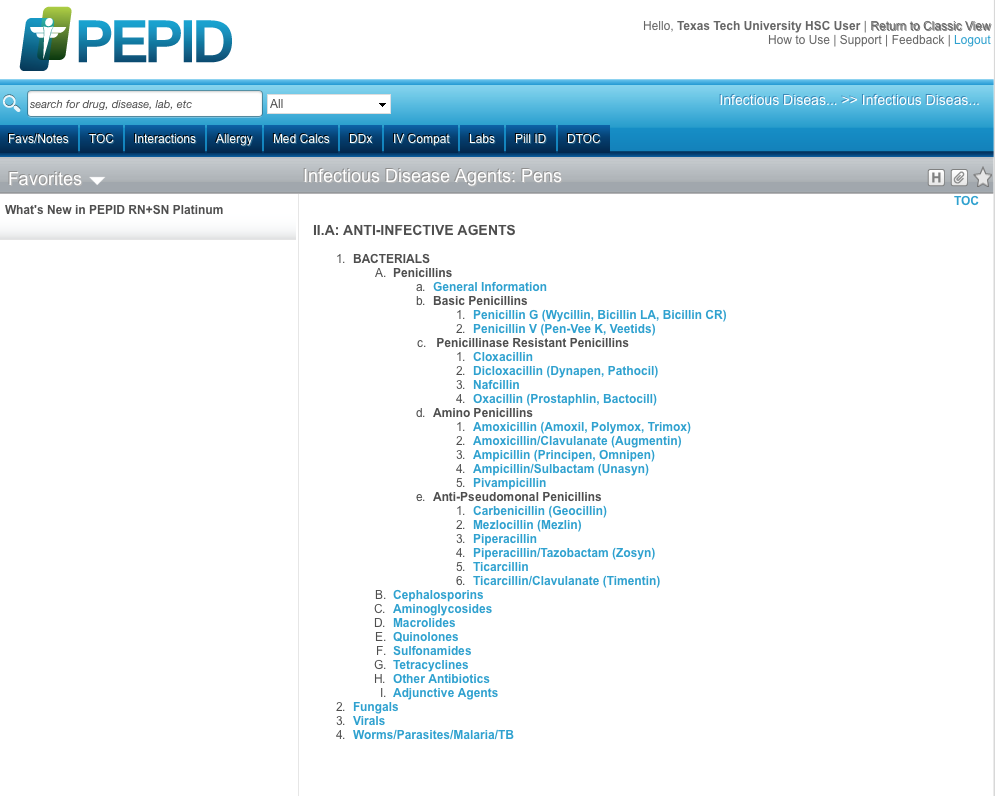 PEPID
Hello, Texas Tech University HSC User | Return to Classic View
How to Use | Support | Feedback | Logout
search for drug, disease, lab, etc
All
Infectious Diseas... >> Infectious Diseas...
Favs/Notes TOC Interactions Allergy Med Calcs DDx IV Compat Labs Pill ID DTOC
Favorites
Infectious Disease Agents: Pens
H
TOC
What's New in PEPID RN+SN Platinum
II.A: ANTI-INFECTIVE AGENTS
1. BACTERIALS
A. Penicillins
a. General Information
b. Basic Penicillins
1. Penicillin G (Wycillin, Bicillin LA, Bicillin CR)
2. Penicillin V (Pen-Vee K, Veetids)
c. Penicillinase Resistant Penicillins
1. Cloxacillin
2. Dicloxacillin (Dynapen, Pathocil)
3. Nafcillin
4. Oxacillin (Prostaphlin, Bactocill)
d. Amino Penicillins
1. Amoxicillin (Amoxil, Polymox, Trimox)
2. Amoxicillin/Clavulanate (Augmentin)
3. Ampicillin (Principen, Omnipen)
4. Ampicillin/Sulbactam (Unasyn)
5. Pivampicillin
e. Anti-Pseudomonal Penicillins
1. Carbenicillin (Geocillin)
2. Mezlocillin (Mezlin)
3. Piperacillin
4. Piperacillin/Tazobactam (Zosyn)
5. Ticarcillin
6. Ticarcillin/Clavulanate (Timentin)
B. Cephalosporins
C. Aminoglycosides
D. Macrolides
E. Quinolones
F. Sulfonamides
G. Tetracyclines
H. Other Antibiotics
I. Adjunctive Agents
2. Fungals
3. Virals
4. Worms/Parasites/Malaria/TB